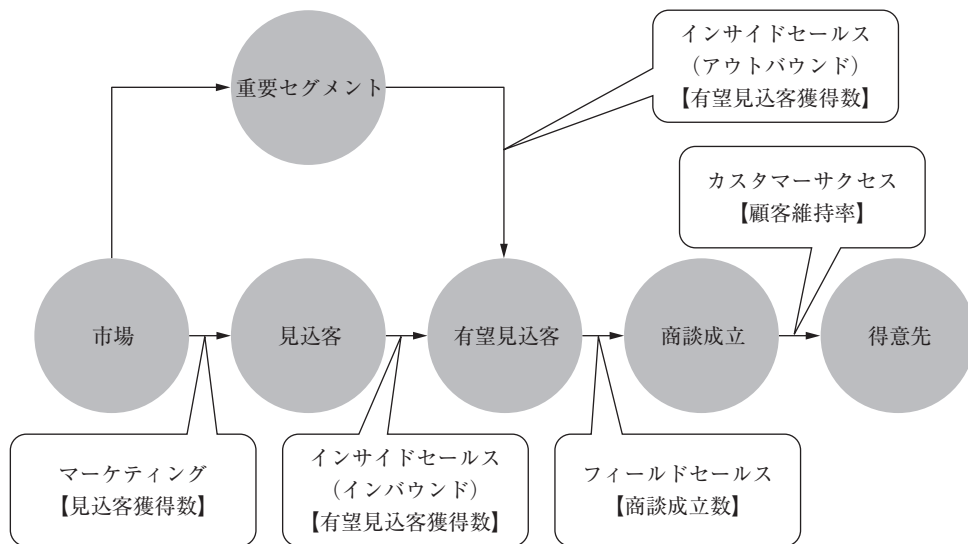 インサイドセールス
（アウトバウンド）
【有望見込客獲得数】
重要セグメント
カスタマーサクセス
【顧客維持率】
市場
見込客
有望見込客
商談成立
得意先
マーケティング
【見込客獲得数】
インサイドセールス
（インバウンド）
【有望見込客獲得数】
フィールドセールス
【商談成立数】